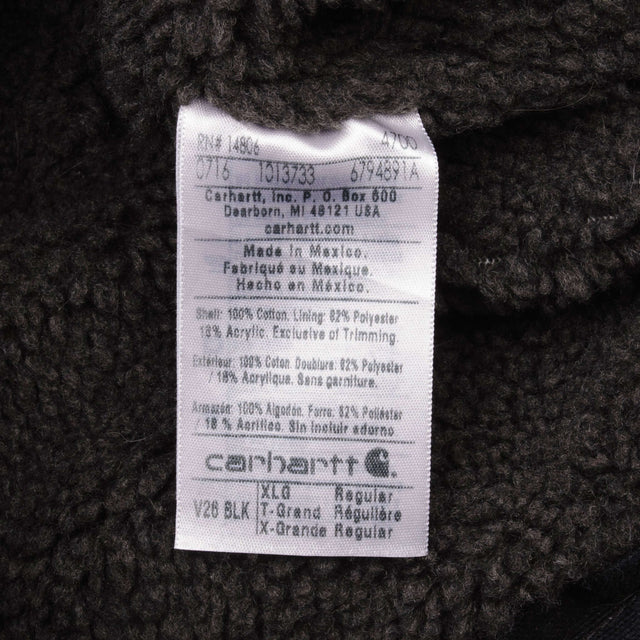 RN# 14806 4700
0716 1013733 6794891A
Carhartt, Inc. P. O. Box 600
Dearborn, MI 48121 USA
carhartt.com
Made in Mexico.
Fabriqué au Mexique.
Hecho en México.
Shell: 100% Cotton. Lining: 82% Polyester
18% Acrylic. Exclusive of Trimming
Extérieur: 100% Coton. Doublure: 82% Polyester
/ 18% Acrylique. Sans garniture.
Armazón: 100% Algodón. Forro: 82% Poliéster
/ 18 % Acrilico. Sin incluir adorno
carhartt
V26 BLK
XLG Regular
T-Grand Régulière
X-Grande Regular